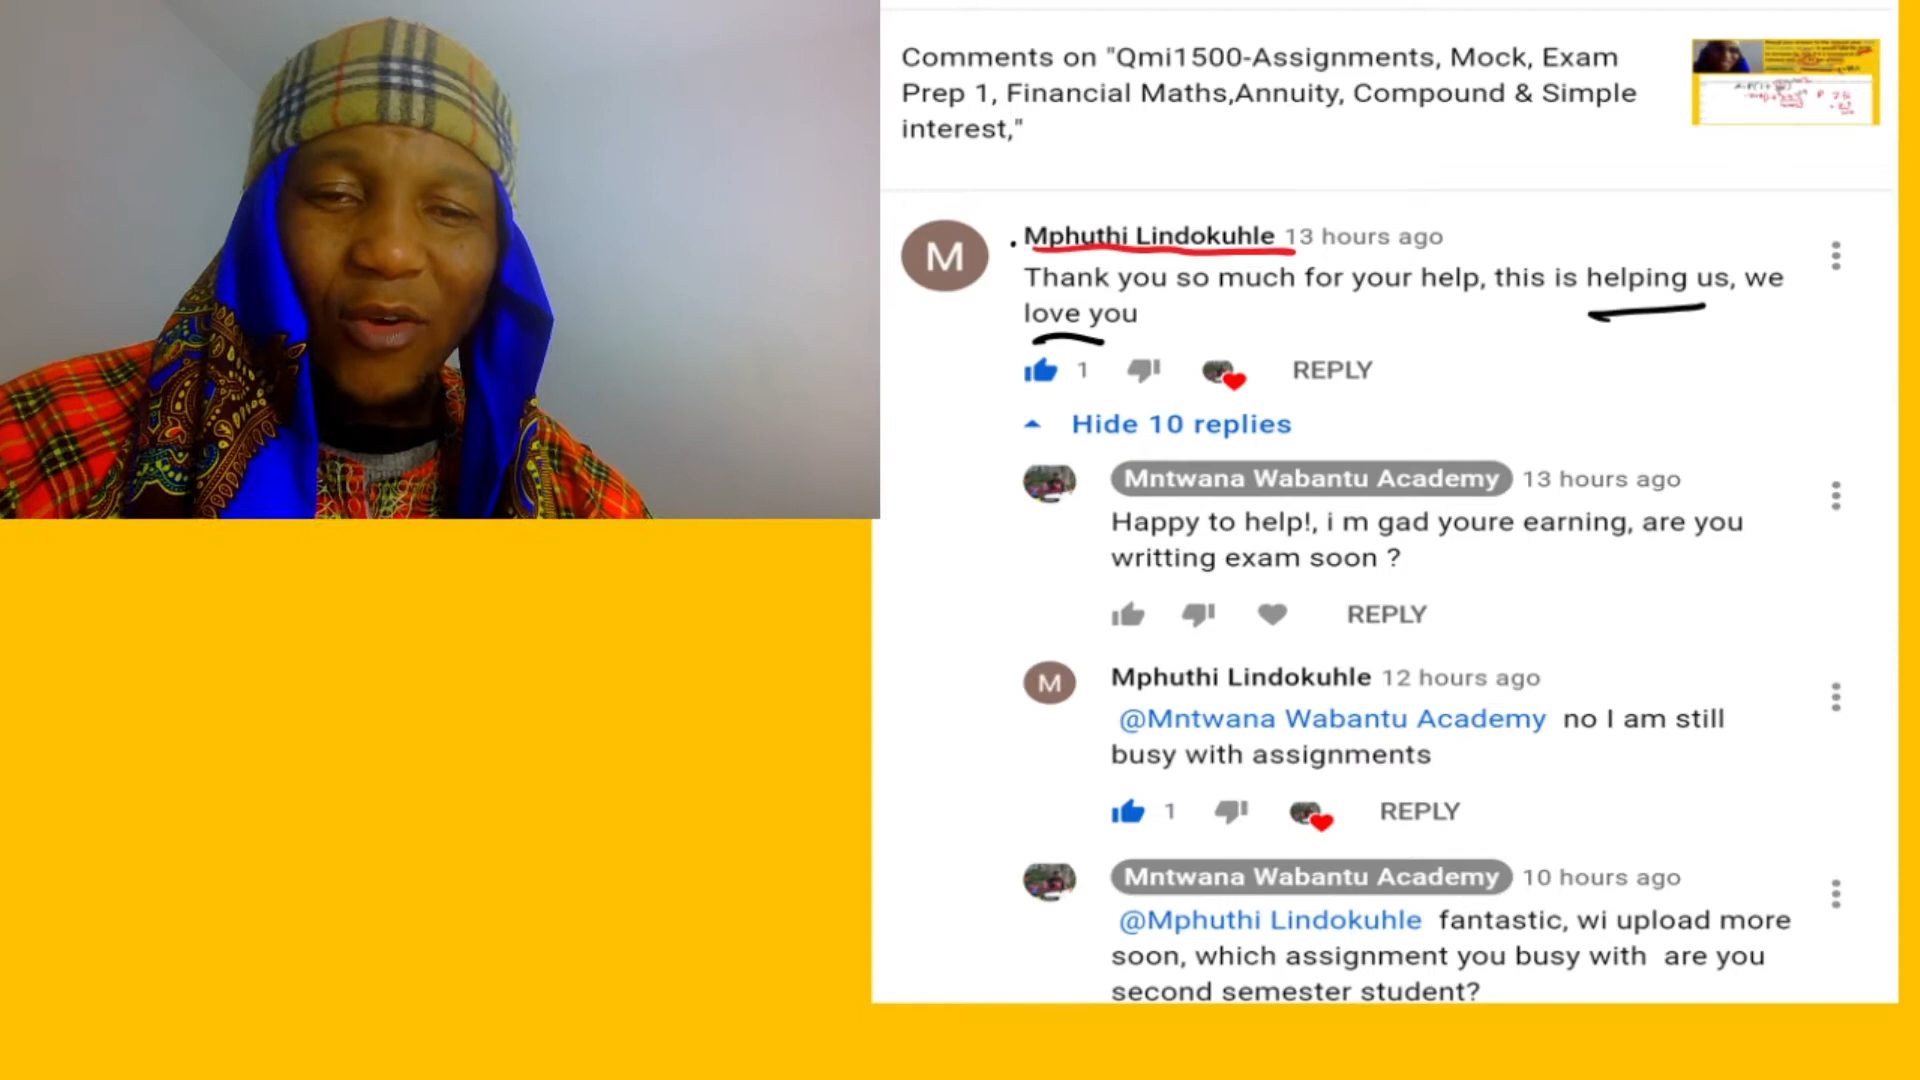 Comments on "Qmi1500-Assignments, Mock, Exam
Prep 1, Financial Maths,Annuity, Compound & Simple
interest,"
M
Mphuthi Lindokuhle 13 hours ago
Thank you so much for your help, this is helping us, we
love you
1 REPLY
Hide 10 replies
Mntwana Wabantu Academy 13 hours ago
Happy to help!, i m gad youre earning, are you
writting exam soon ?
REPLY
M
Mphuthi Lindokuhle 12 hours ago
@Mntwana Wabantu Academy no I am still
busy with assignments
1 REPLY
Mntwana Wabantu Academy 10 hours ago
@Mphuthi Lindokuhle fantastic, wi upload more
soon, which assignment you busy with are you
second semester student?